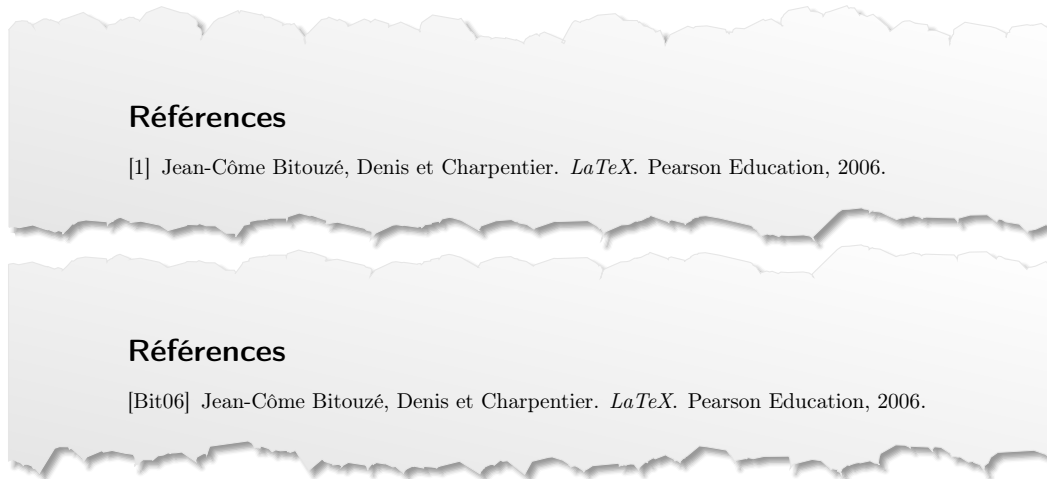 Références
[1] Jean-Côme Bitouzé, Denis et Charpentier. LaTeX. Pearson Education, 2006.
Références
[Bit06] Jean-Côme Bitouzé, Denis et Charpentier. LaTeX. Pearson Education, 2006.